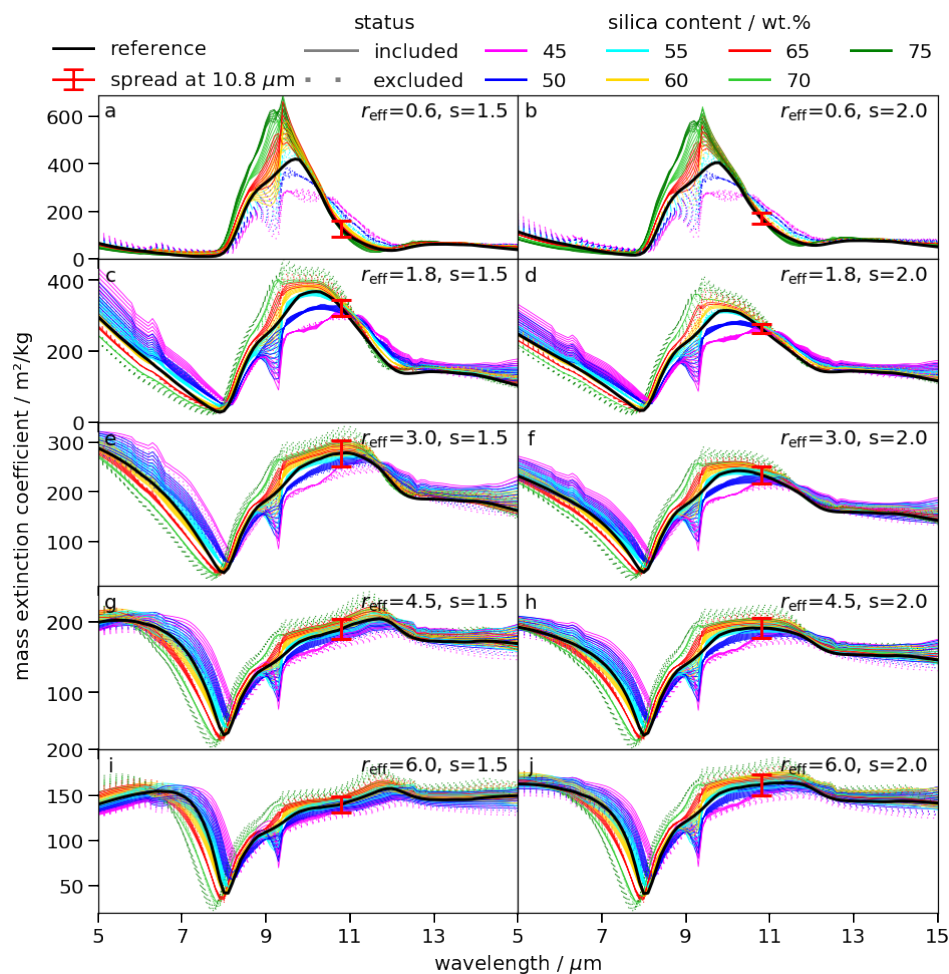 status silica content / wt.%
reference included 45 55 65 75
spread at 10.8 μm excluded 50 60 70
a r_eff=0.6, s=1.5 b r_eff=0.6, s=2.0
600
400
200
0
c r_eff=1.8, s=1.5 d r_eff=1.8, s=2.0
400
200
0
e r_eff=3.0, s=1.5 f r_eff=3.0, s=2.0
300
200
100
g r_eff=4.5, s=1.5 h r_eff=4.5, s=2.0
200
100
i r_eff=6.0, s=1.5 j r_eff=6.0, s=2.0
200
150
100
50
mass extinction coefficient / m²/kg
5 7 9 11 13 5 7 9 11 13 15
wavelength / μm